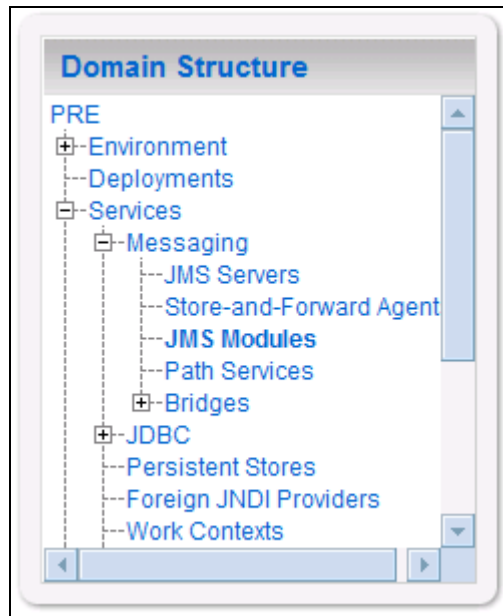 Domain Structure
PRE
Environment
Deployments
Services
Messaging
JMS Servers
Store-and-Forward Agent
JMS Modules
Path Services
Bridges
JDBC
Persistent Stores
Foreign JNDI Providers
Work Contexts